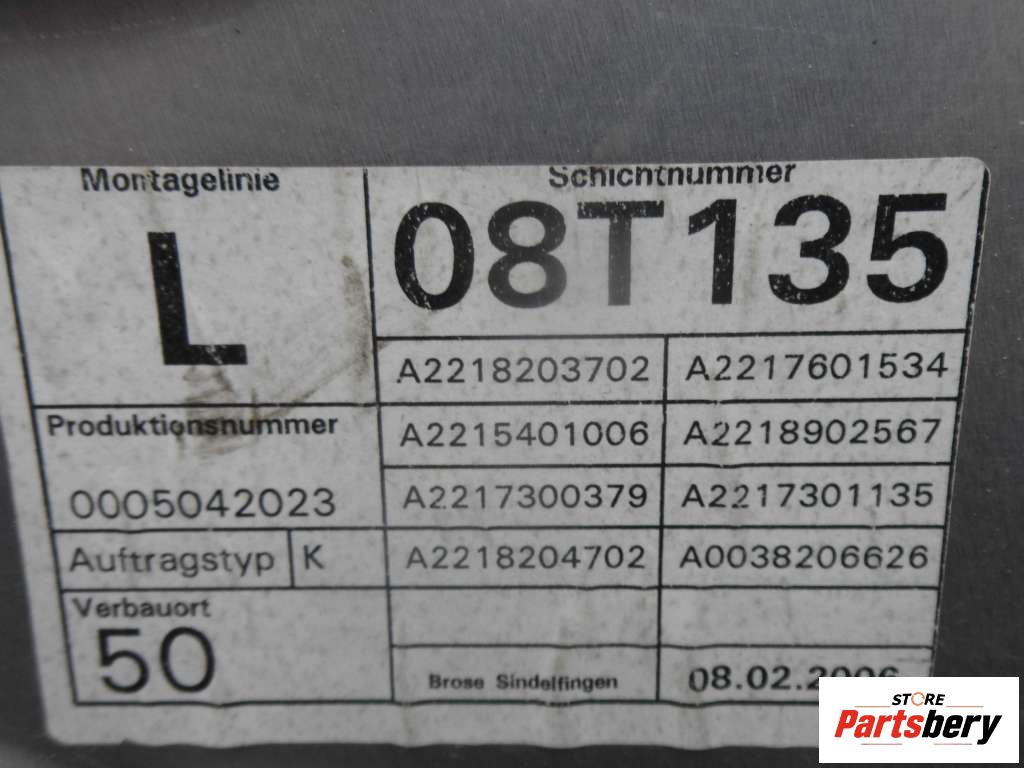 Montagelinie
Schichtnummer
L
08T135
A2218203702 A2217601534
Produktionsnummer
A2215401006 A2218902567
0005042023
A2217300379 A2217301135
Auftragstyp K
A2218204702 A0038206626
Verbauort
50
Brose Sindelfingen
08.02.2006
STORE
Partsbery